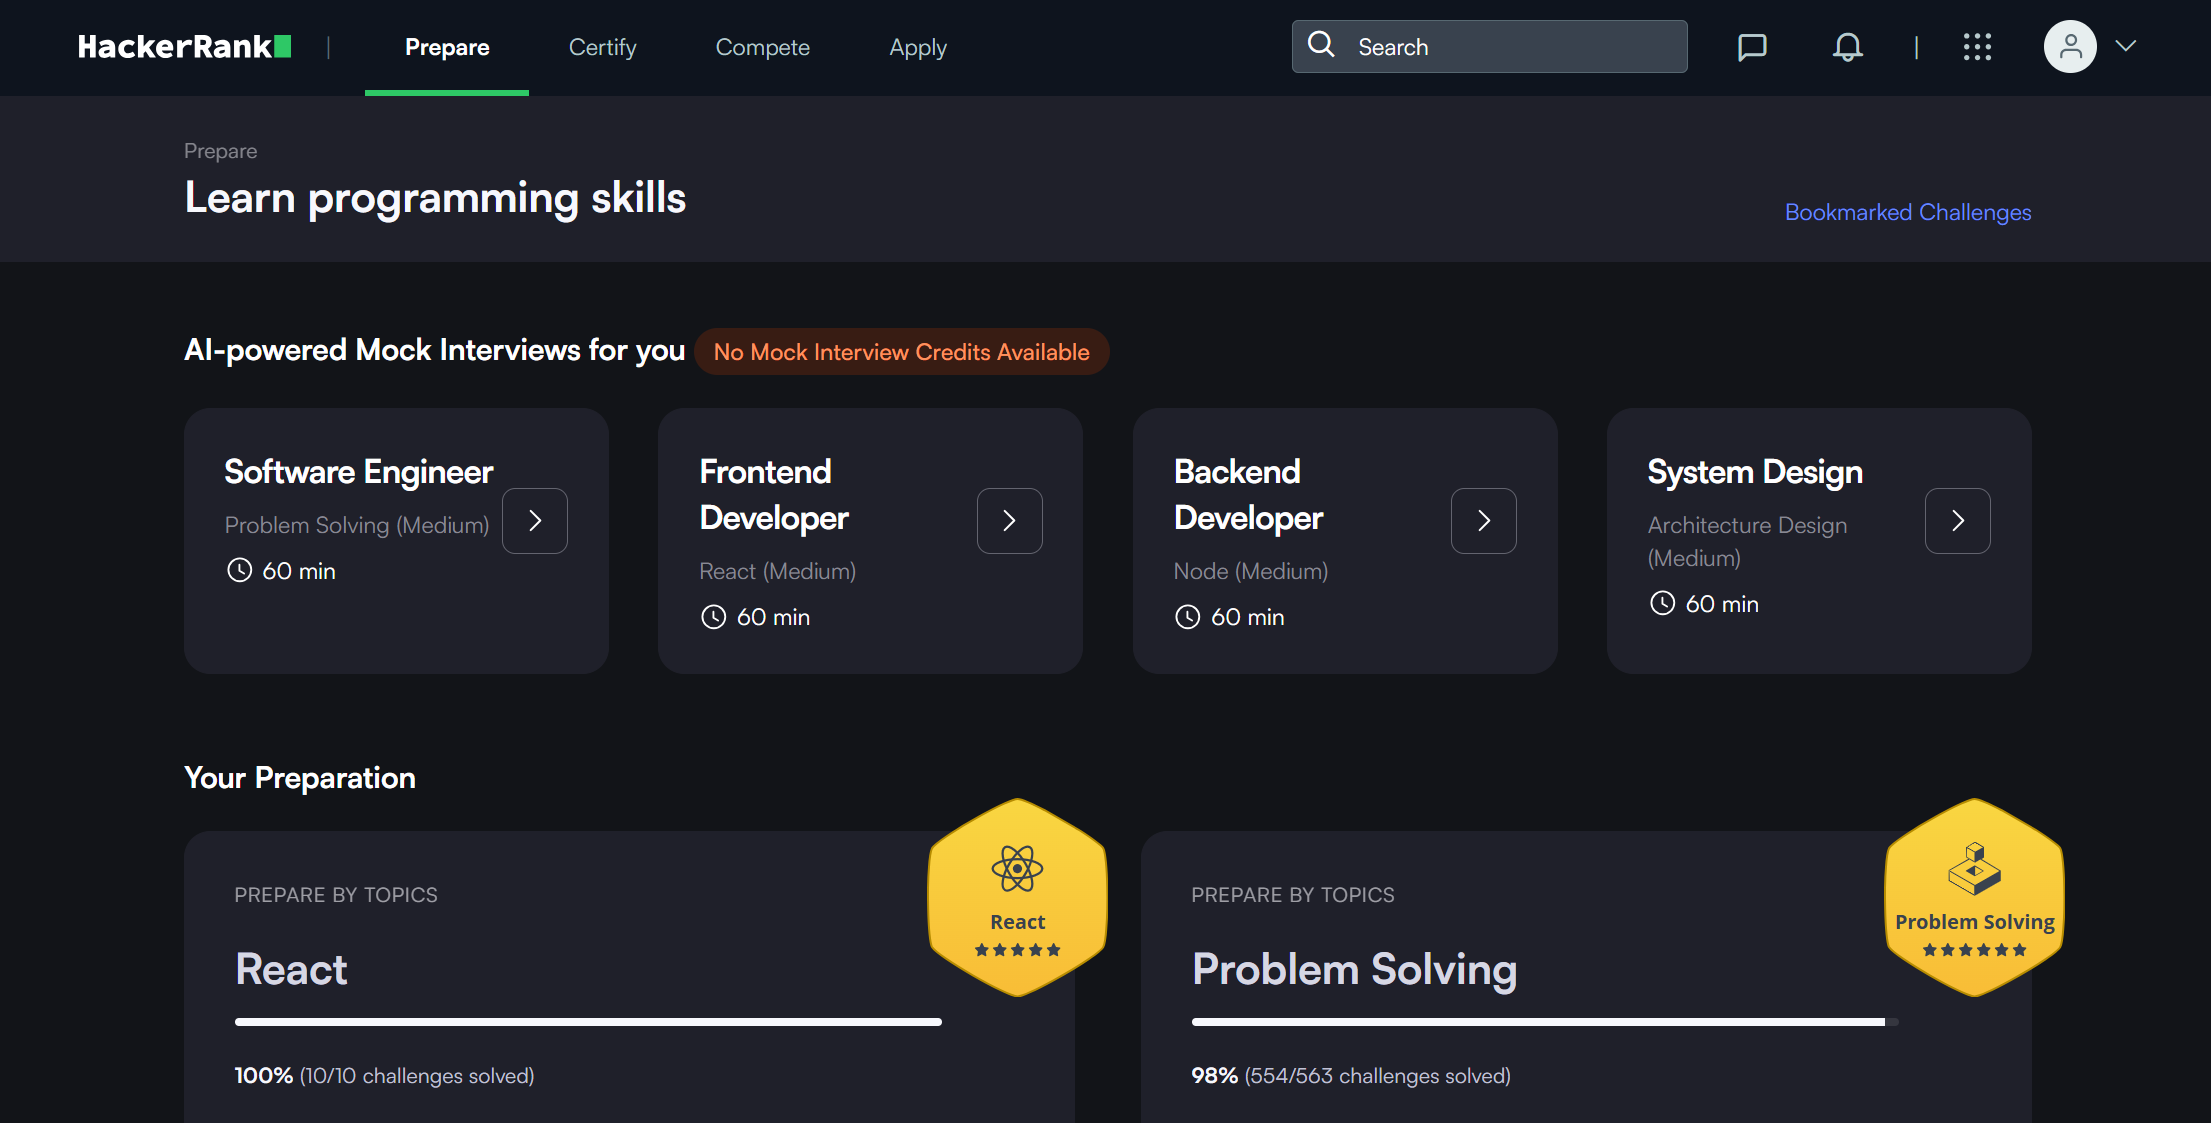 HackerRank
Prepare
Certify
Compete
Apply
Search
Prepare
Learn programming skills
Bookmarked Challenges
AI-powered Mock Interviews for you
No Mock Interview Credits Available
Software Engineer
Problem Solving (Medium)
60 min
Frontend
Developer
React (Medium)
60 min
Backend
Developer
Node (Medium)
60 min
System Design
Architecture Design
(Medium)
60 min
Your Preparation
PREPARE BY TOPICS
React
React
100% (10/10 challenges solved)
PREPARE BY TOPICS
Problem Solving
Problem Solving
98% (554/563 challenges solved)